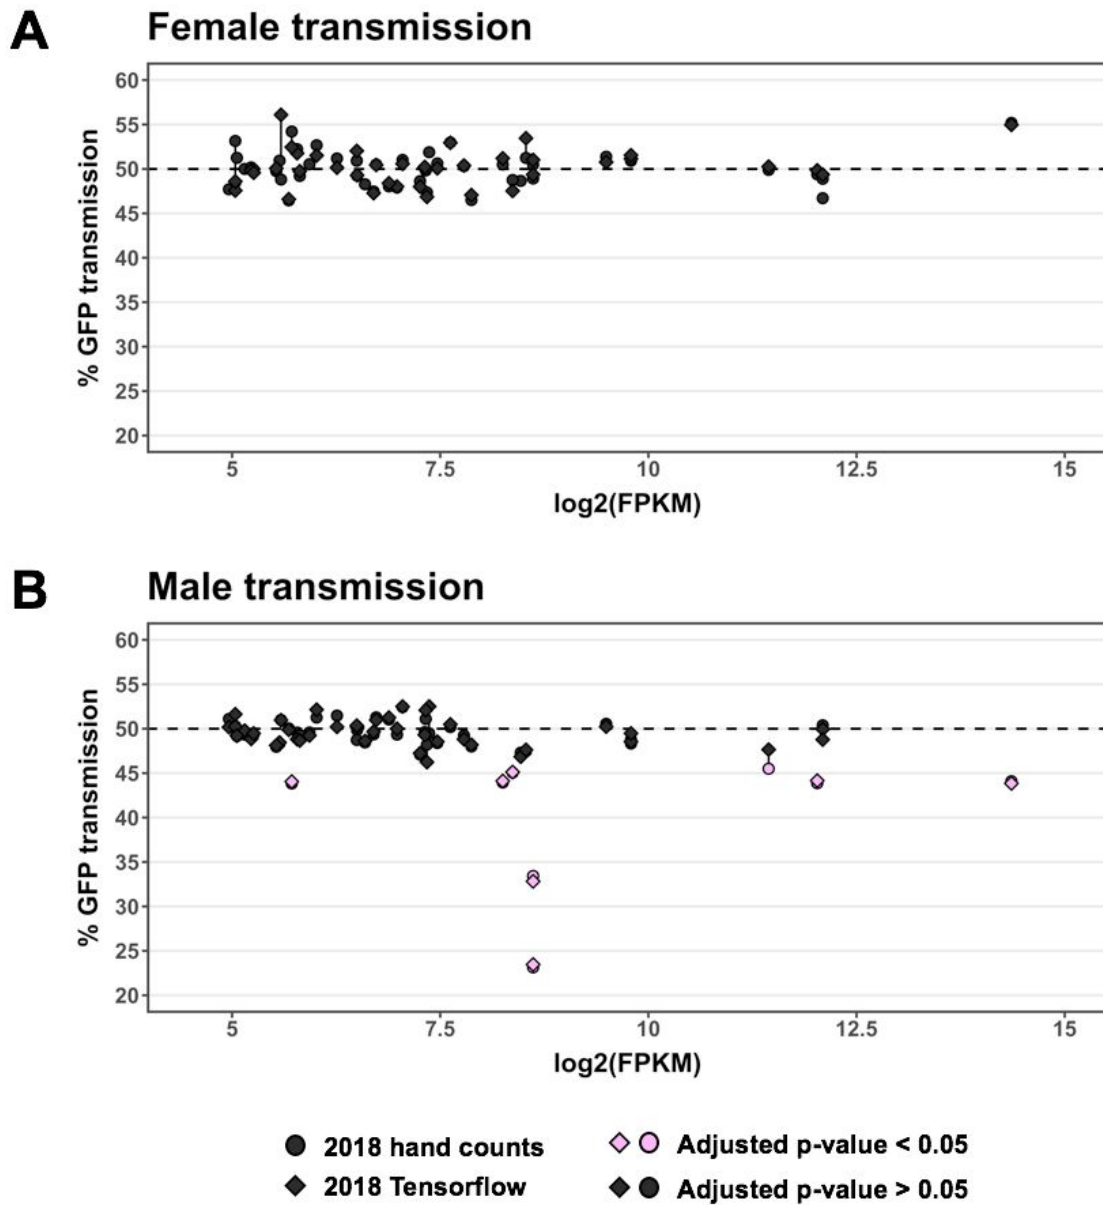 A Female transmission
% GFP transmission
60
55
50
45
40
35
30
25
20
5 7.5 10 12.5 15
log2(FPKM)
B Male transmission
% GFP transmission
60
55
50
45
40
35
30
25
20
5 7.5 10 12.5 15
log2(FPKM)
2018 hand counts Adjusted p-value < 0.05
2018 Tensorflow Adjusted p-value > 0.05